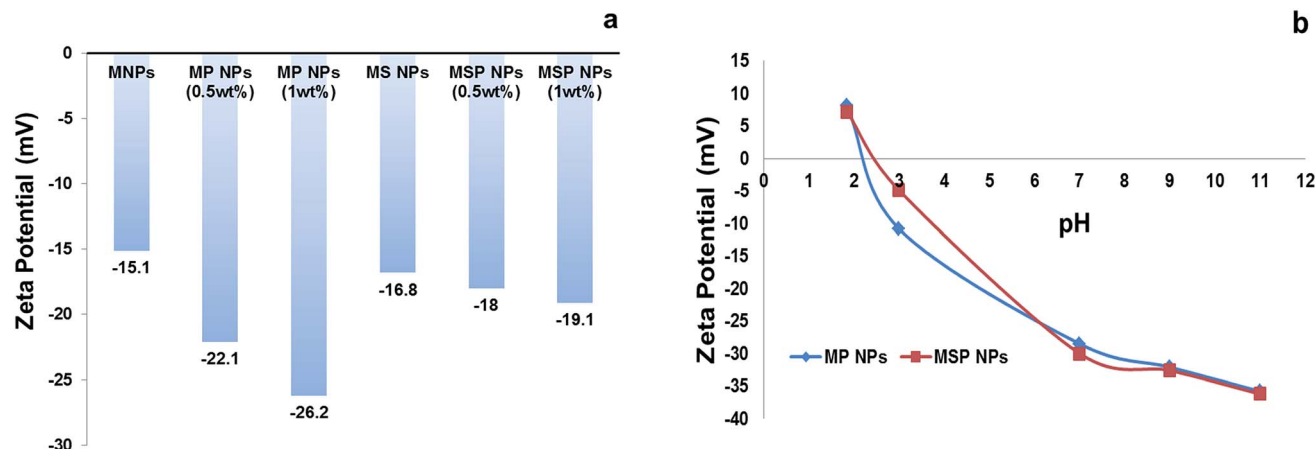 a
Zeta Potential (mV)
0
-5
-10
-15
-20
-25
-30
MNPs
MP NPs
(0.5wt%)
MP NPs
(1wt%)
MS NPs
MSP NPs
(0.5wt%)
MSP NPs
(1wt%)
-15.1
-22.1
-26.2
-16.8
-18
-19.1
b
Zeta Potential (mV)
15
10
5
0
-5
-10
-15
-20
-25
-30
-35
-40
0 1 2 3 4 5 6 7 8 9 10 11 12
pH
MP NPs MSP NPs